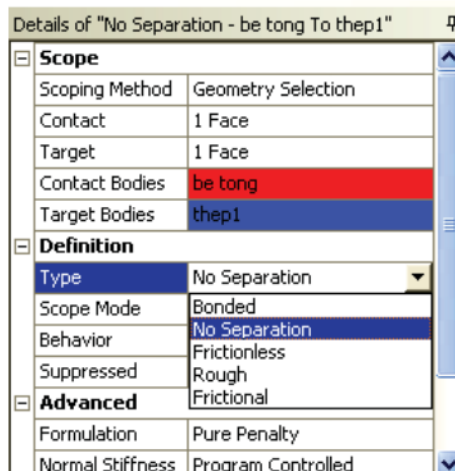 Details of "No Separation - be tong To thep1"
Scope
Scoping Method Geometry Selection
Contact 1 Face
Target 1 Face
Contact Bodies be tong
Target Bodies thep1
Definition
Type No Separation
Scope Mode Bonded
No Separation
Behavior Frictionless
Suppressed Rough
Frictional
Advanced
Formulation Pure Penalty
Normal Stiffness Program Controlled